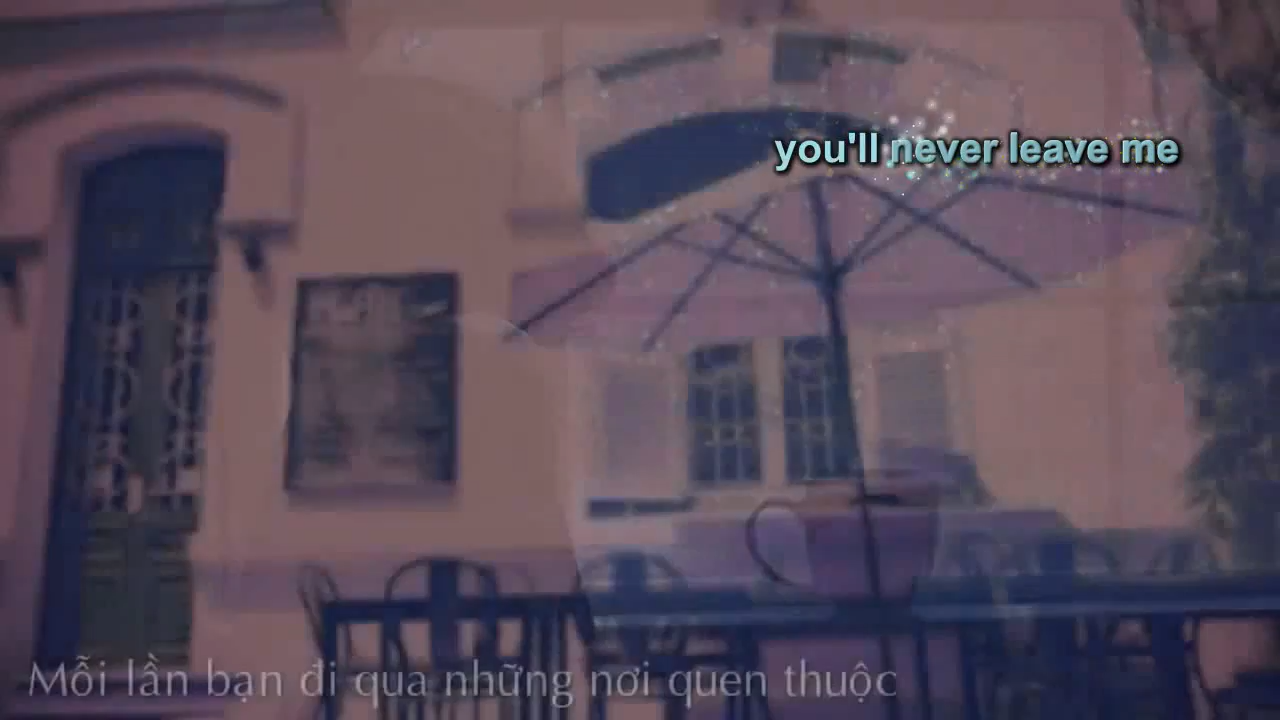 you'll never leave me
Mỗi lần bạn đi qua những nơi quen thuộc